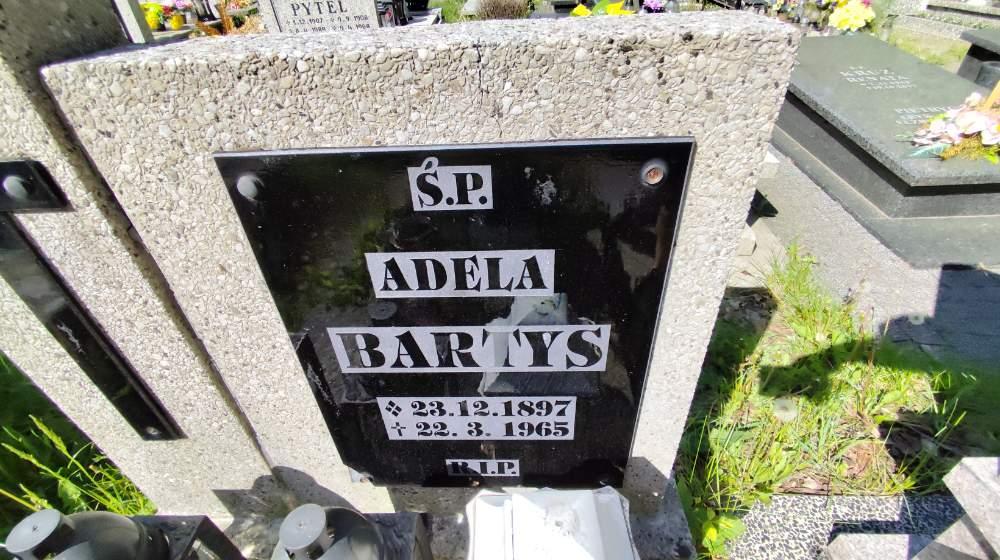 PYTEL
Ś.P.
ADELA
BARTYS
23.12.1897
† 22. 3. 1965
R.I.P.